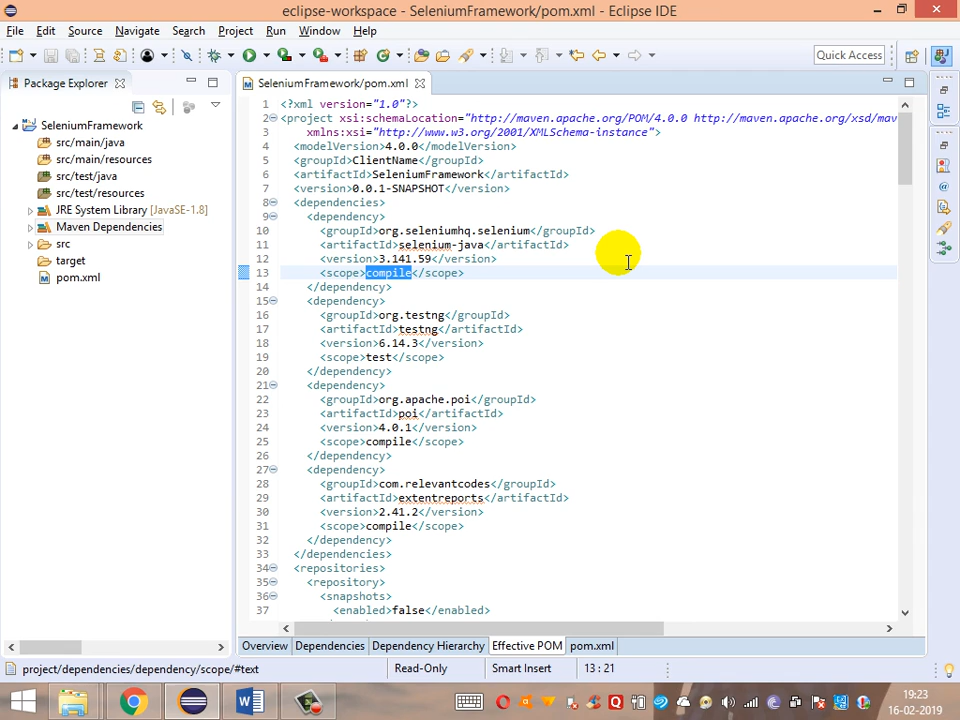 eclipse-workspace - SeleniumFramework/pom.xml - Eclipse IDE
File Edit Source Navigate Search Project Run Window Help
Quick Access
Package Explorer
SeleniumFramework/pom.xml
SeleniumFramework
src/main/java
src/main/resources
src/test/java
src/test/resources
JRE System Library [JavaSE-1.8]
Maven Dependencies
src
target
pom.xml
1 <?xml version="1.0"?>
2 <project xsi:schemaLocation="http://maven.apache.org/POM/4.0.0 http://maven.apache.org/xsd/mav
3 xmlns:xsi="http://www.w3.org/2001/XMLSchema-instance">
4 <modelVersion>4.0.0</modelVersion>
5 <groupId>ClientName</groupId>
6 <artifactId>SeleniumFramework</artifactId>
7 <version>0.0.1-SNAPSHOT</version>
8 <dependencies>
9 <dependency>
10 <groupId>org.seleniumhq.selenium</groupId>
11 <artifactId>selenium-java</artifactId>
12 <version>3.141.59</version>
13 <scope>compile</scope>
14 </dependency>
15 <dependency>
16 <groupId>org.testng</groupId>
17 <artifactId>testng</artifactId>
18 <version>6.14.3</version>
19 <scope>test</scope>
20 </dependency>
21 <dependency>
22 <groupId>org.apache.poi</groupId>
23 <artifactId>poi</artifactId>
24 <version>4.0.1</version>
25 <scope>compile</scope>
26 </dependency>
27 <dependency>
28 <groupId>com.relevantcodes</groupId>
29 <artifactId>extentreports</artifactId>
30 <version>2.41.2</version>
31 <scope>compile</scope>
32 </dependency>
33 </dependencies>
34 <repositories>
35 <repository>
36 <snapshots>
37 <enabled>false</enabled>
Overview Dependencies Dependency Hierarchy Effective POM pom.xml
project/dependencies/dependency/scope/#text Read-Only Smart Insert 13 : 21
19:23
16-02-2019